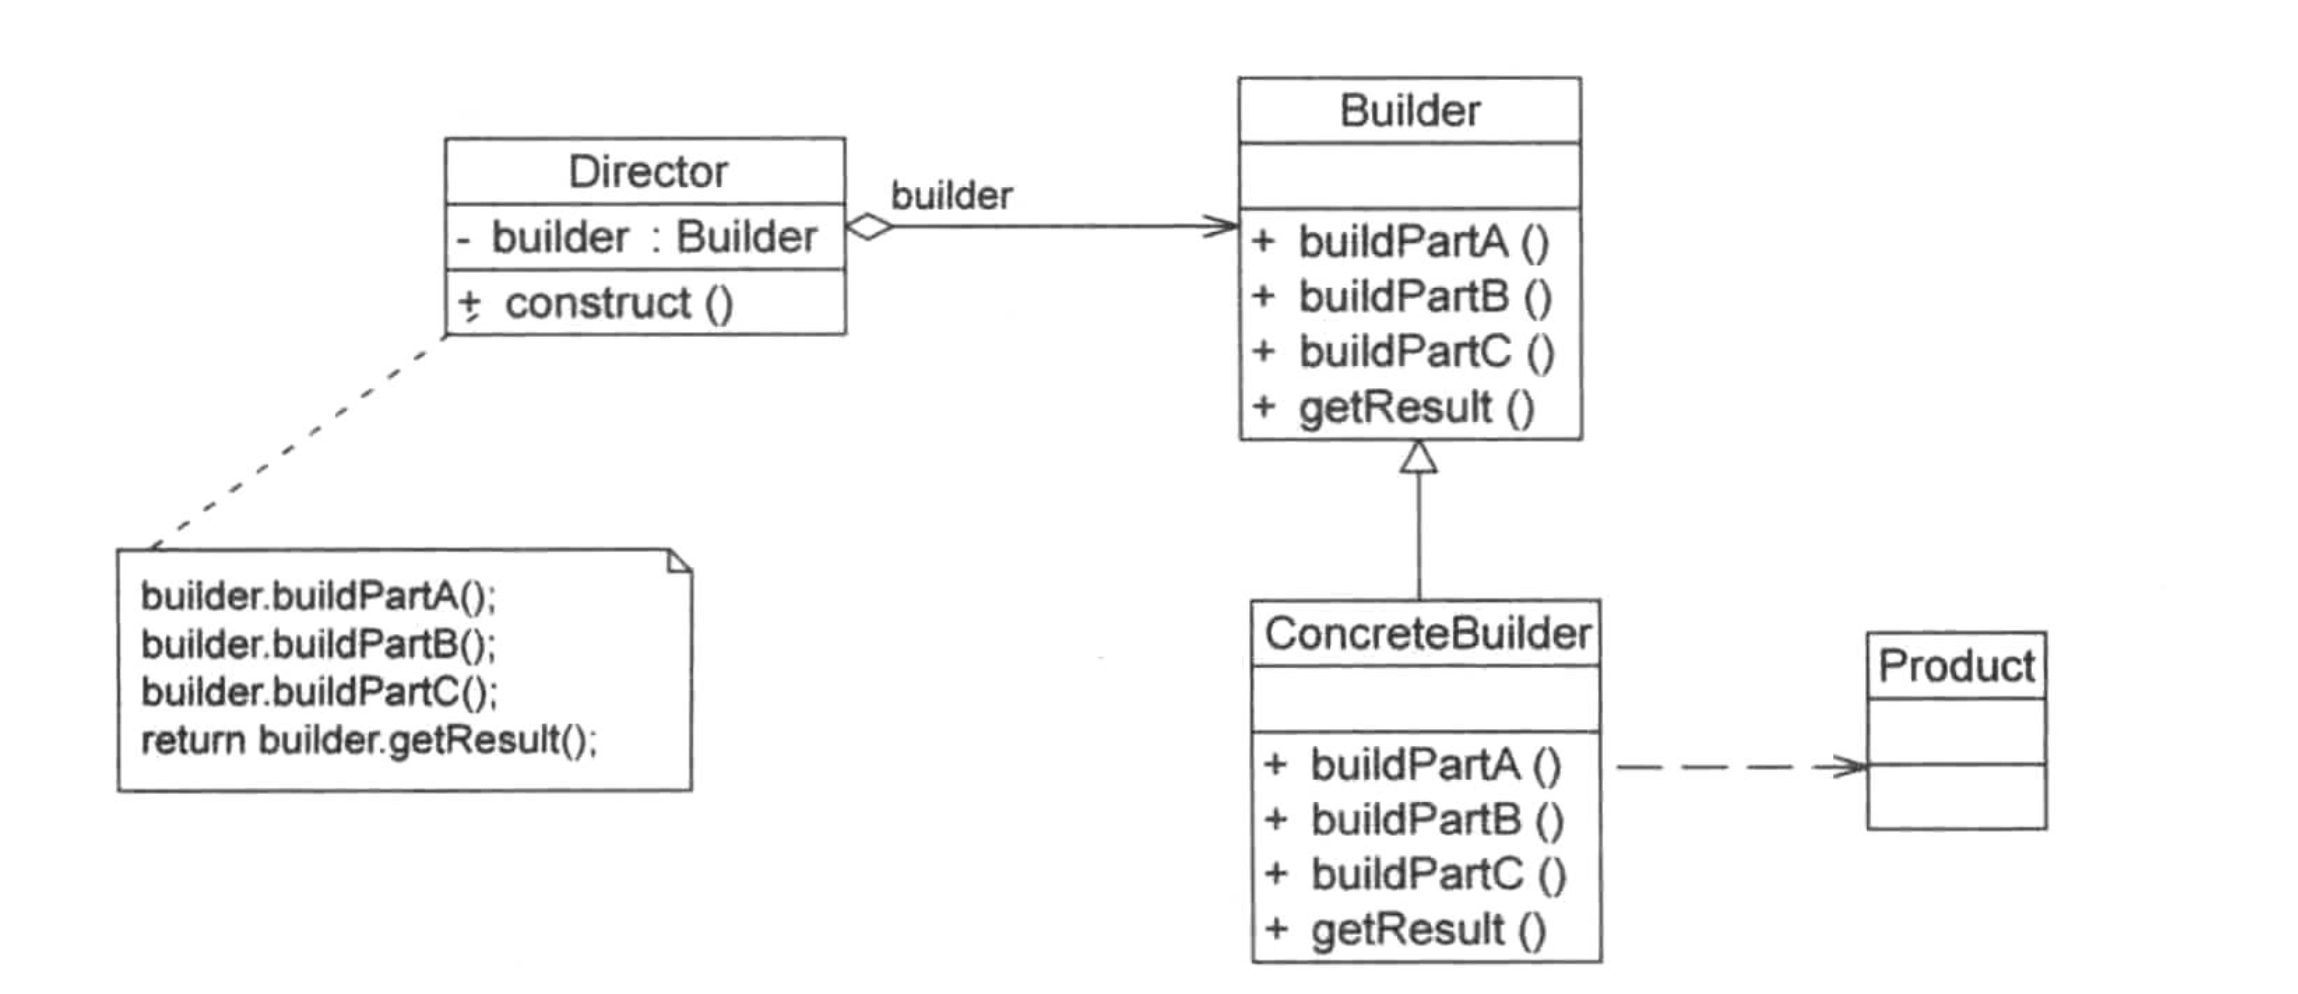 Director
- builder : Builder
+ construct ()
builder
Builder
+ buildPartA ()
+ buildPartB ()
+ buildPartC ()
+ getResult ()
builder.buildPartA();
builder.buildPartB();
builder.buildPartC();
return builder.getResult();
ConcreteBuilder
+ buildPartA ()
+ buildPartB ()
+ buildPartC ()
+ getResult ()
Product